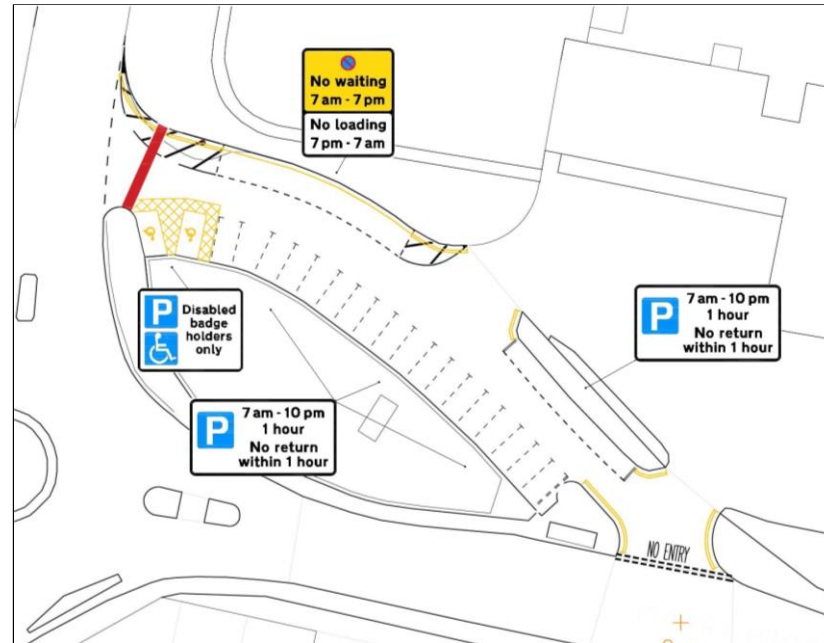 No waiting
7 am - 7 pm
No loading
7 pm - 7 am
P
7 am - 10 pm
1 hour
No return
within 1 hour
P
Disabled
badge
holders
only
P
7 am - 10 pm
1 hour
No return
within 1 hour
NO ENTRY